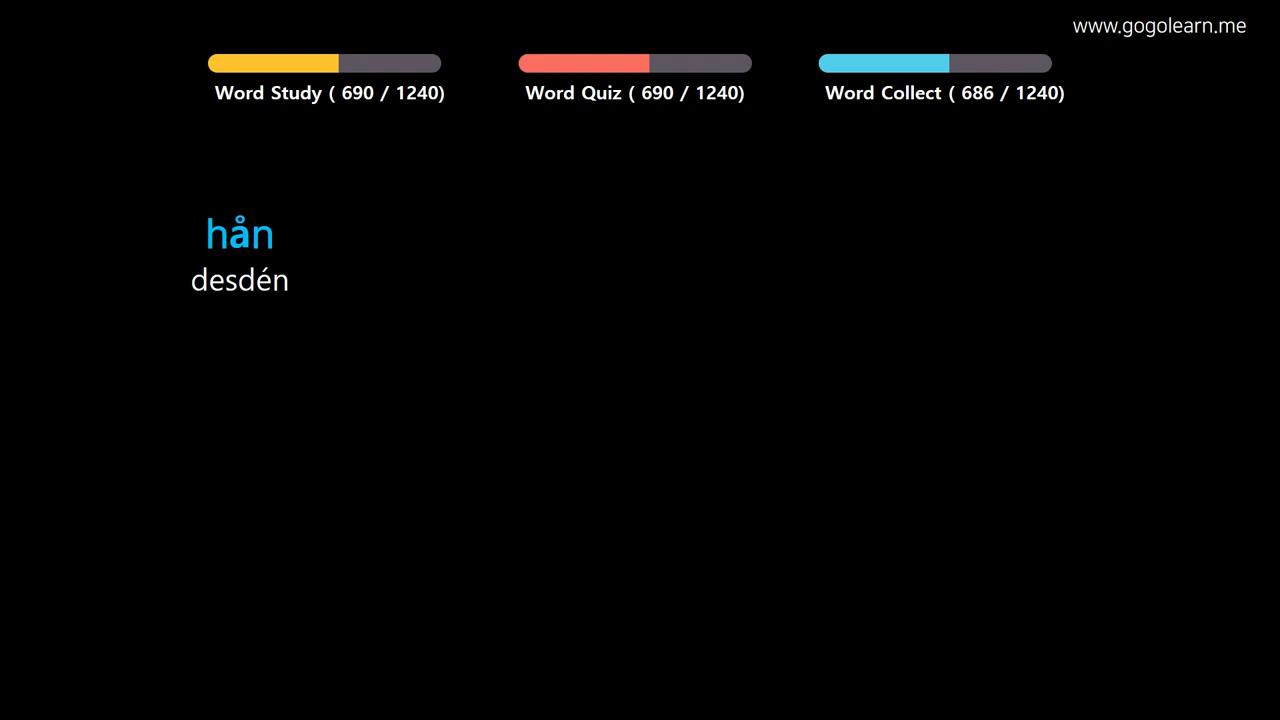 www.gogolearn.me
Word Study ( 690 / 1240)
Word Quiz ( 690 / 1240)
Word Collect ( 686 / 1240)
hån
desdén